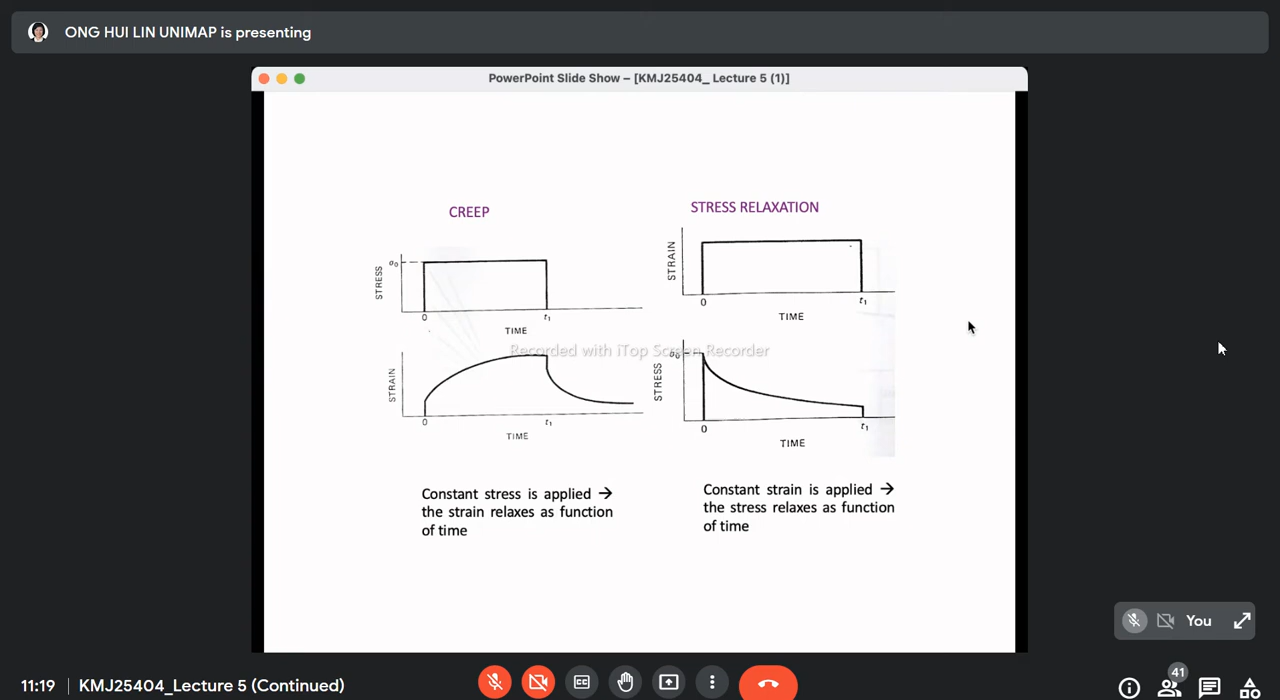 ONG HUI LIN UNIMAP is presenting
PowerPoint Slide Show – [KMJ25404_ Lecture 5 (1)]
CREEP
STRESS RELAXATION
STRESS
σ₀
0
t₁
TIME
STRAIN
0
t₁
TIME
Recorded with iTop Screen Recorder
STRAIN
0
t₁
TIME
STRESS
σ₀
0
t₁
TIME
Constant stress is applied →
the strain relaxes as function
of time
Constant strain is applied →
the stress relaxes as function
of time
You
11:19 | KMJ25404_Lecture 5 (Continued)
CC
41